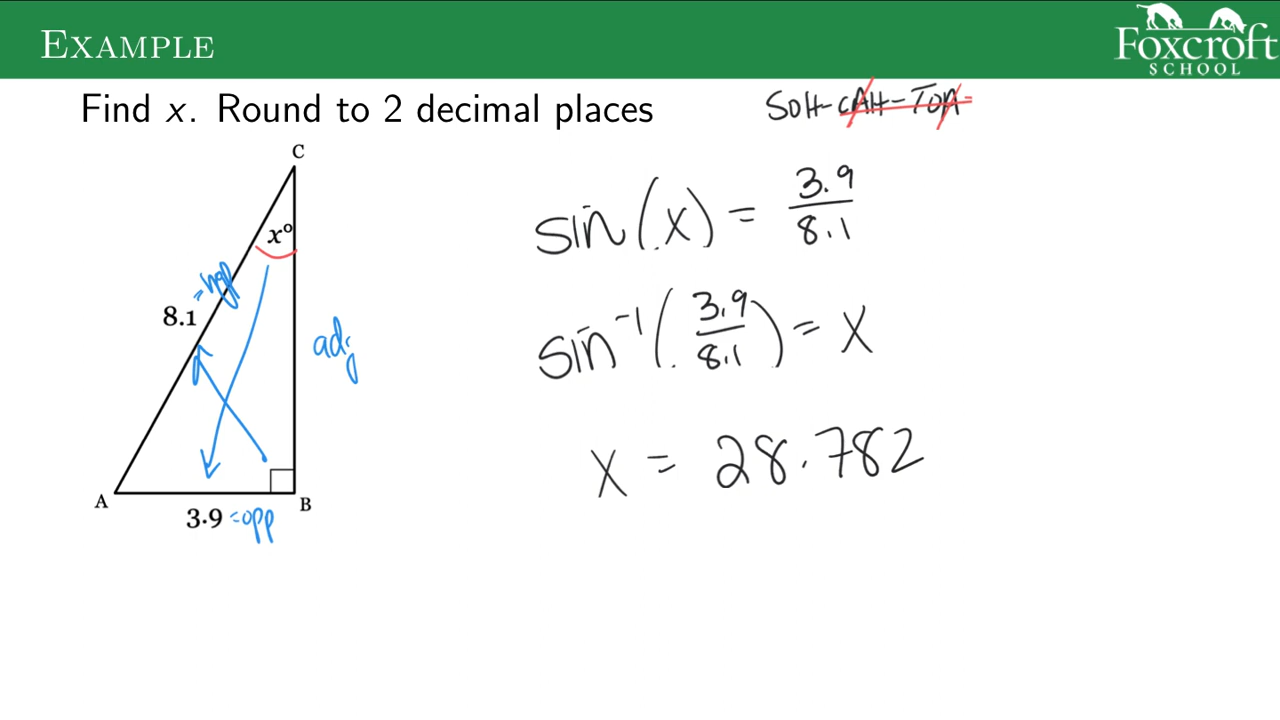 EXAMPLE
Foxcroft
SCHOOL
Find x. Round to 2 decimal places
SOH-CAH-TOA
C
x°
sin(x) = 3.9/8.1
= hyp
8.1
adj
sin⁻¹(3.9/8.1) = x
x = 28.782
A
B
3.9 = opp